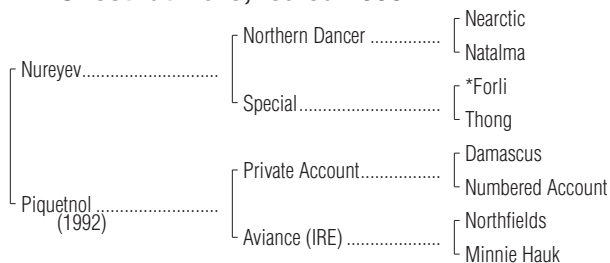 Nearctic
Northern Dancer
Natalma
Nureyev
*Forli
Special
Thong
Damascus
Private Account
Numbered Account
Piquetnol
(1992)
Northfields
Aviance (IRE)
Minnie Hauk